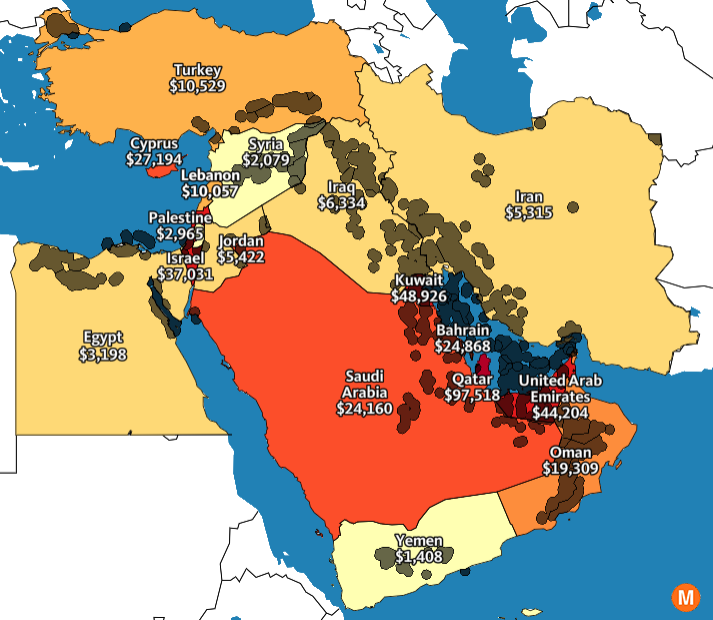 Turkey
$10,529
Cyprus
$27,194
Syria
$2,079
Lebanon
$10,057
Iraq
$6,334
Iran
$5,315
Palestine
$2,965
Jordan
$5,422
Israel
$37,031
Kuwait
$48,926
Egypt
$3,198
Bahrain
$24,868
Saudi
Arabia
$24,160
Qatar
$97,518
United Arab
Emirates
$44,204
Oman
$19,309
Yemen
$1,408
M